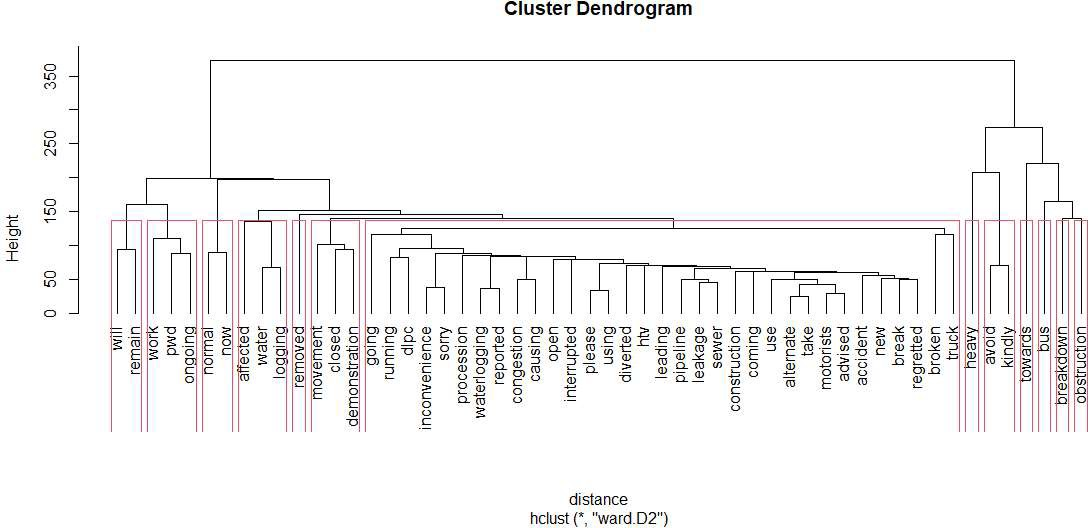 Cluster Dendrogram
Height
350
250
150
50
0
will
remain
work
pwd
ongoing
normal
now
affected
water
logging
removed
movement
closed
demonstration
going
running
dlpc
inconvenience
sorry
procession
waterlogging
reported
congestion
causing
open
interrupted
please
using
diverted
htv
leading
pipeline
leakage
sewer
construction
coming
use
alternate
take
motorists
advised
accident
new
break
regretted
broken
truck
heavy
avoid
kindly
towards
bus
breakdown
obstruction
distance
hclust (*, "ward.D2")